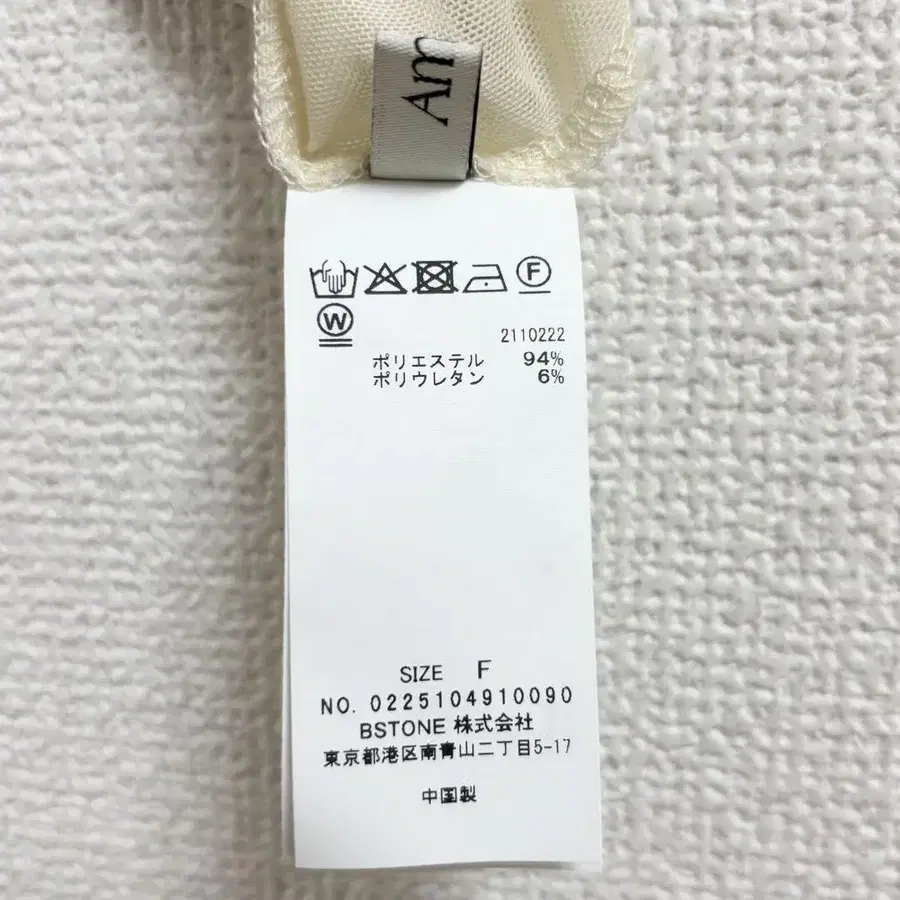 Am
F
W
2110222
ポリエステル 94%
ポリウレタン 6%
SIZE F
NO. 0225104910090
BSTONE 株式会社
東京都港区南青山二丁目5-17
中国製